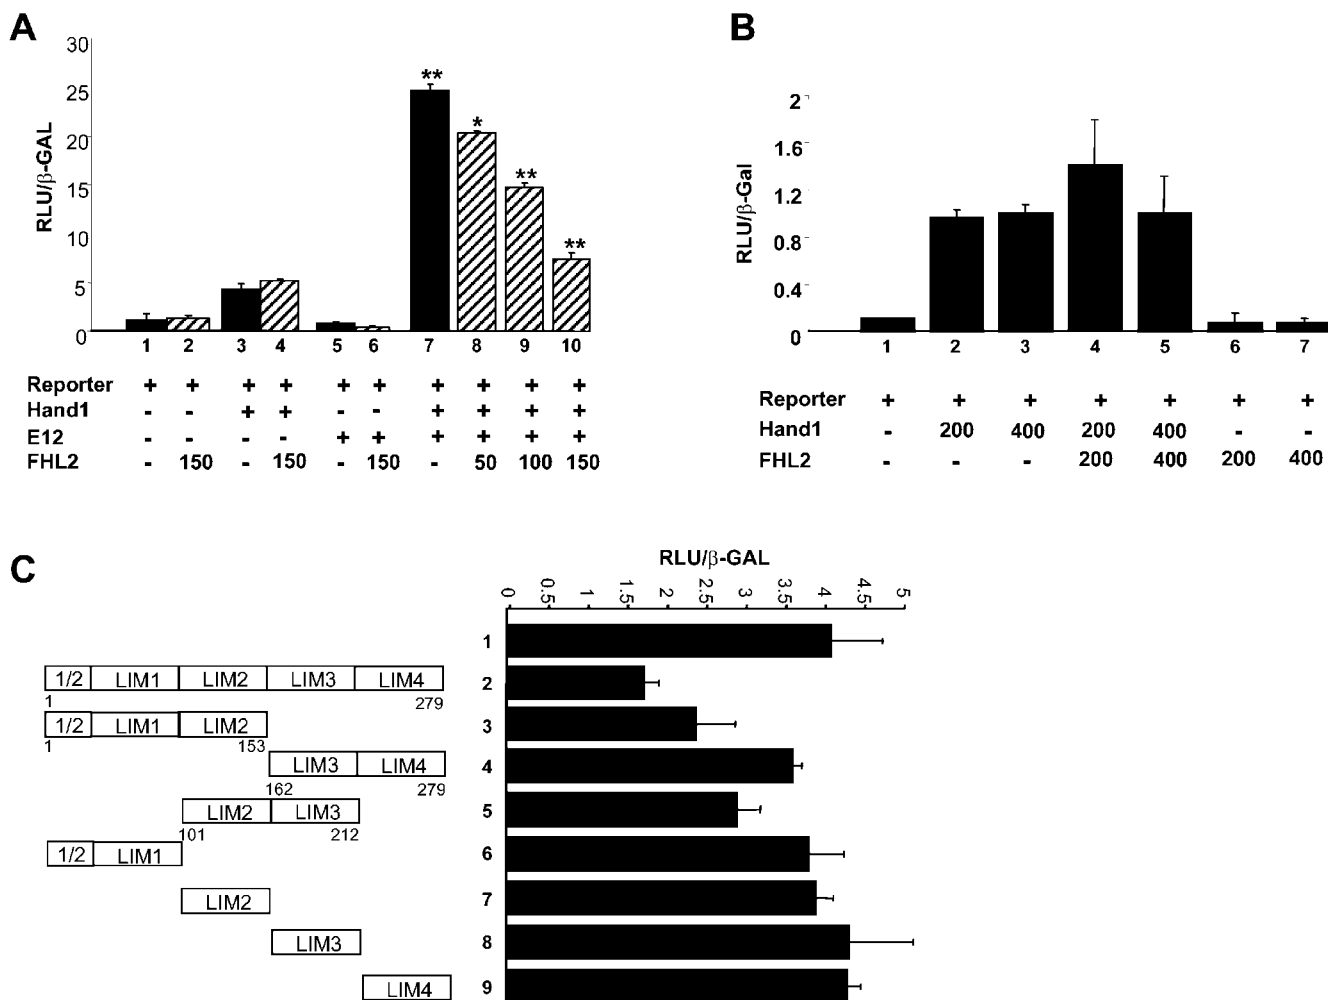 A
RLU/β-GAL
30
25
20
15
10
5
0
** * ** **
1 2 3 4 5 6 7 8 9 10
Reporter + + + + + + + + + +
Hand1 - - + + - - + + + +
E12 - - - - + + + + + +
FHL2 - 150 - 150 - 150 - 50 100 150
B
RLU/β-Gal
2
1.6
1.2
0.8
0.4
0
1 2 3 4 5 6 7
Reporter + + + + + + +
Hand1 - 200 400 200 400 - -
FHL2 - - - 200 400 200 400
C
RLU/β-GAL
0 0.5 1 1.5 2 2.5 3 3.5 4 4.5 5
1
1/2 LIM1 LIM2 LIM3 LIM4 2
1 279
1/2 LIM1 LIM2 3
1 153
LIM3 LIM4 4
162 279
LIM2 LIM3 5
101 212
1/2 LIM1 6
LIM2 7
LIM3 8
LIM4 9